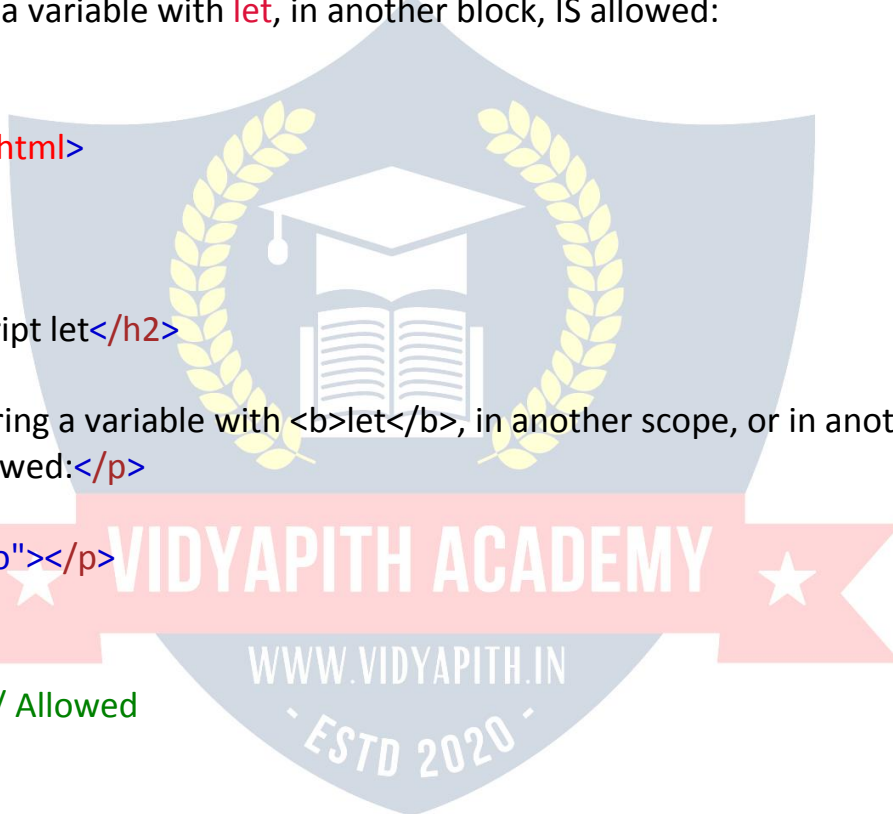 a variable with let, in another block, IS allowed:
html>
ipt let</h2>
ring a variable with <b>let</b>, in another scope, or in anot
wed:</p>
o"></p>
VIDYAPITH ACADEMY
WWW.VIDYAPITH.IN
/ Allowed
- ESTD 2020 -